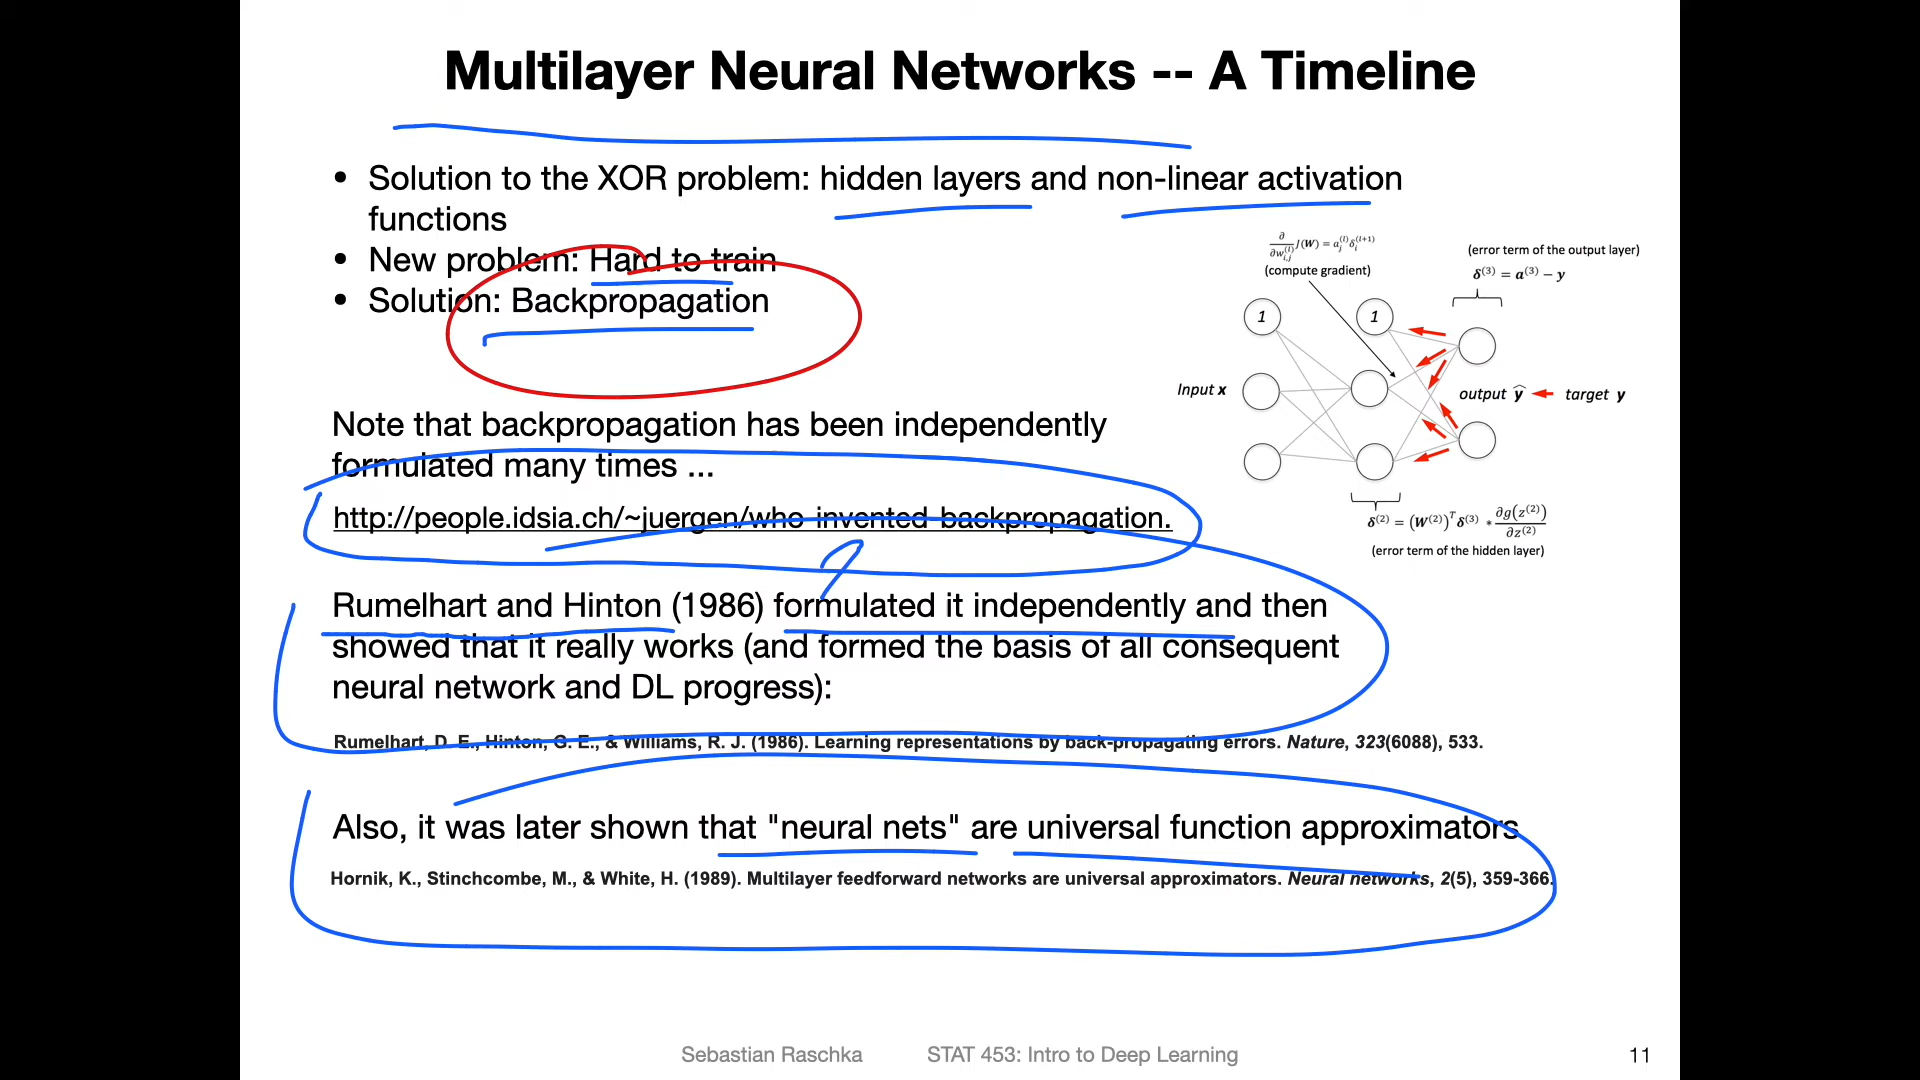 Multilayer Neural Networks -- A Timeline
• Solution to the XOR problem: hidden layers and non-linear activation
functions
• New problem: Hard to train
• Solution: Backpropagation
∂/∂w_{i,j}^{(l)} J(W) = a_j^{(l)} δ_i^{(l+1)}
(compute gradient)
(error term of the output layer)
δ^{(3)} = a^{(3)} − y
1
1
Input x
output ŷ
target y
δ^{(2)} = (W^{(2)})^T δ^{(3)} * ∂g(z^{(2)})/∂z^{(2)}
(error term of the hidden layer)
Note that backpropagation has been independently
formulated many times ...
http://people.idsia.ch/~juergen/who-invented-backpropagation.
Rumelhart and Hinton (1986) formulated it independently and then
showed that it really works (and formed the basis of all consequent
neural network and DL progress):
Rumelhart, D. E., Hinton, G. E., & Williams, R. J. (1986). Learning representations by back-propagating errors. Nature, 323(6088), 533.
Also, it was later shown that "neural nets" are universal function approximators
Hornik, K., Stinchcombe, M., & White, H. (1989). Multilayer feedforward networks are universal approximators. Neural networks, 2(5), 359-366.
Sebastian Raschka
STAT 453: Intro to Deep Learning
11